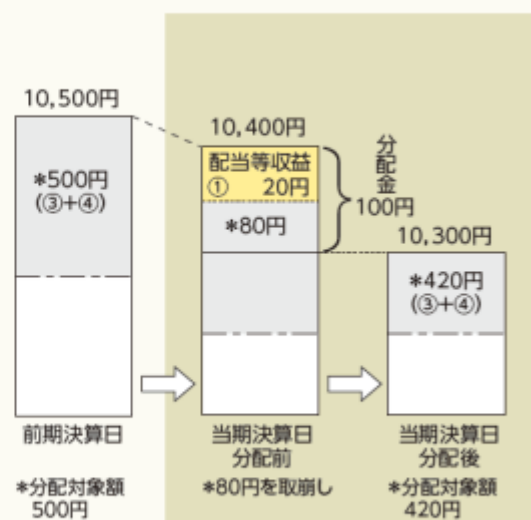 10,500円
*500円
(③+④)
前期決算日
*分配対象額
500円
10,400円
配当等収益
① 20円
*80円
分配金
100円
当期決算日
分配前
*80円を取崩し
10,300円
*420円
(③+④)
当期決算日
分配後
*分配対象額
420円